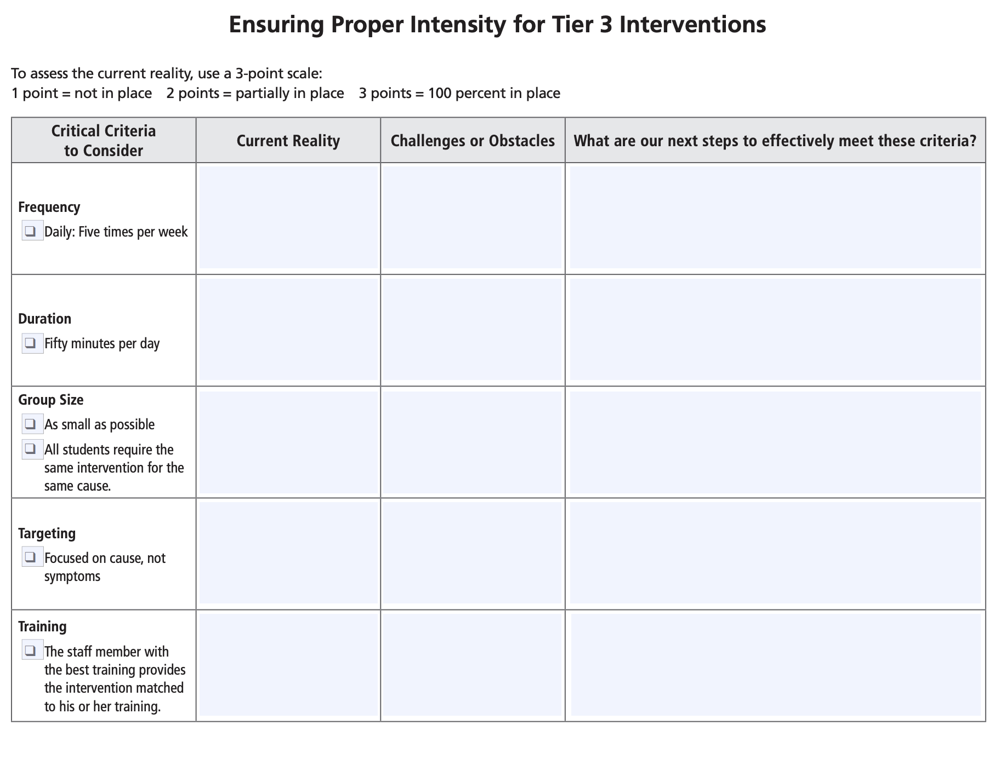 Ensuring Proper Intensity for Tier 3 Interventions
To assess the current reality, use a 3-point scale:
1 point = not in place    2 points = partially in place    3 points = 100 percent in place
Critical Criteria
to Consider
Current Reality
Challenges or Obstacles
What are our next steps to effectively meet these criteria?
Frequency
❑ Daily: Five times per week
Duration
❑ Fifty minutes per day
Group Size
❑ As small as possible
❑ All students require the
same intervention for the
same cause.
Targeting
❑ Focused on cause, not
symptoms
Training
❑ The staff member with
the best training provides
the intervention matched
to his or her training.